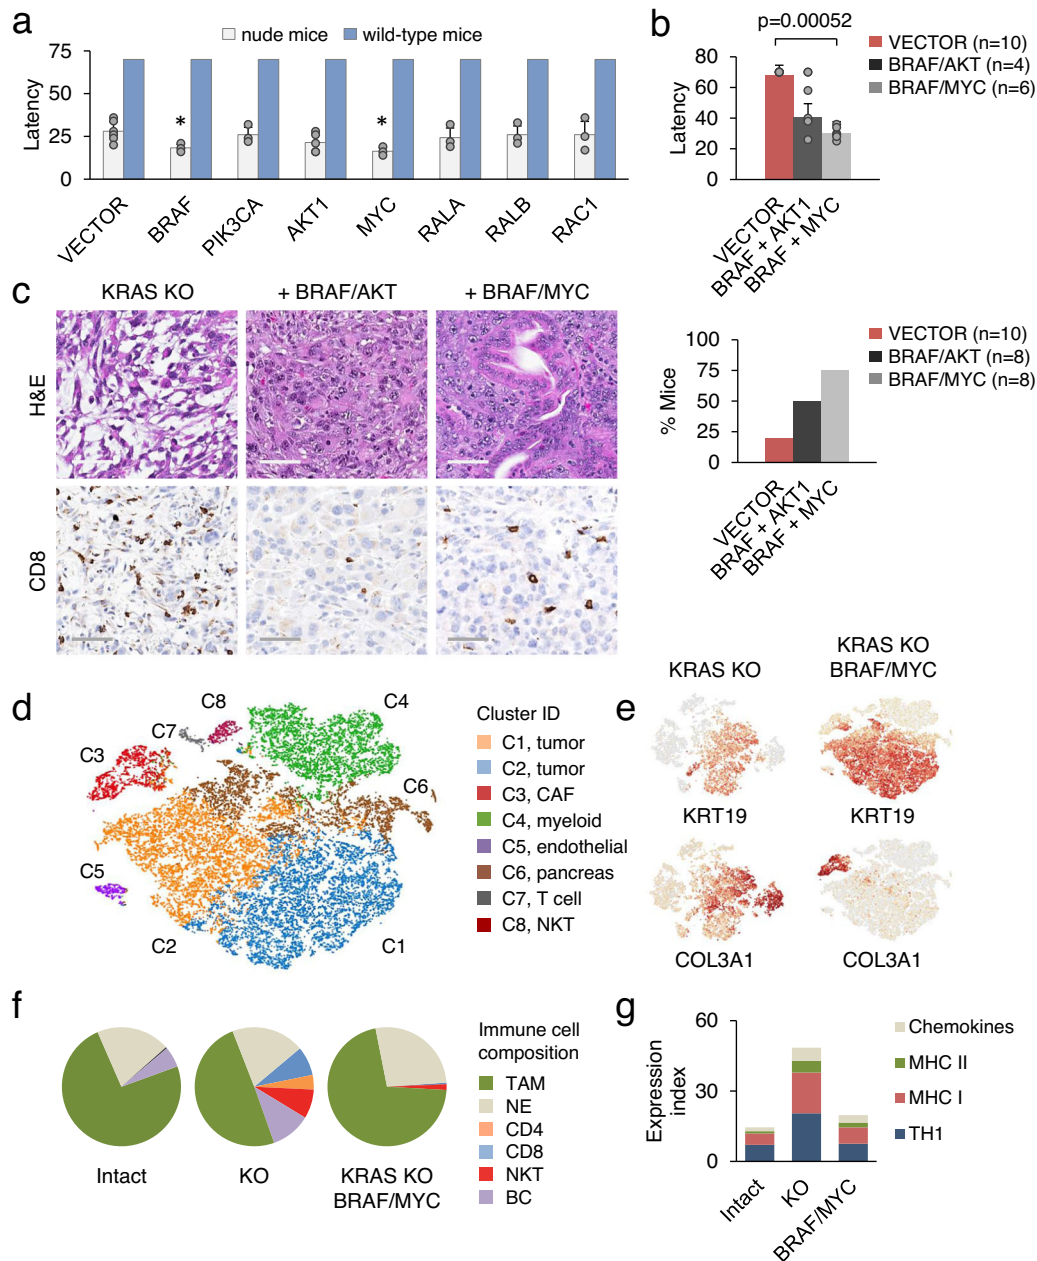 a
nude mice
wild-type mice
Latency
75
50
25
0
*
*
VECTOR
BRAF
PIK3CA
AKT1
MYC
RALA
RALB
RAC1
b
p=0.00052
VECTOR (n=10)
BRAF/AKT (n=4)
BRAF/MYC (n=6)
Latency
80
60
40
20
0
VECTOR
BRAF + AKT1
BRAF + MYC
VECTOR (n=10)
BRAF/AKT (n=8)
BRAF/MYC (n=8)
% Mice
100
75
50
25
0
VECTOR
BRAF + AKT1
BRAF + MYC
c
KRAS KO
+ BRAF/AKT
+ BRAF/MYC
H&E
CD8
d
C8
C4
C7
C3
C6
C5
C2
C1
Cluster ID
C1, tumor
C2, tumor
C3, CAF
C4, myeloid
C5, endothelial
C6, pancreas
C7, T cell
C8, NKT
e
KRAS KO
KRAS KO
BRAF/MYC
KRT19
KRT19
COL3A1
COL3A1
f
Intact
KO
KRAS KO
BRAF/MYC
Immune cell
composition
TAM
NE
CD4
CD8
NKT
BC
g
Expression
index
60
30
0
Intact
KO
BRAF/MYC
Chemokines
MHC II
MHC I
TH1